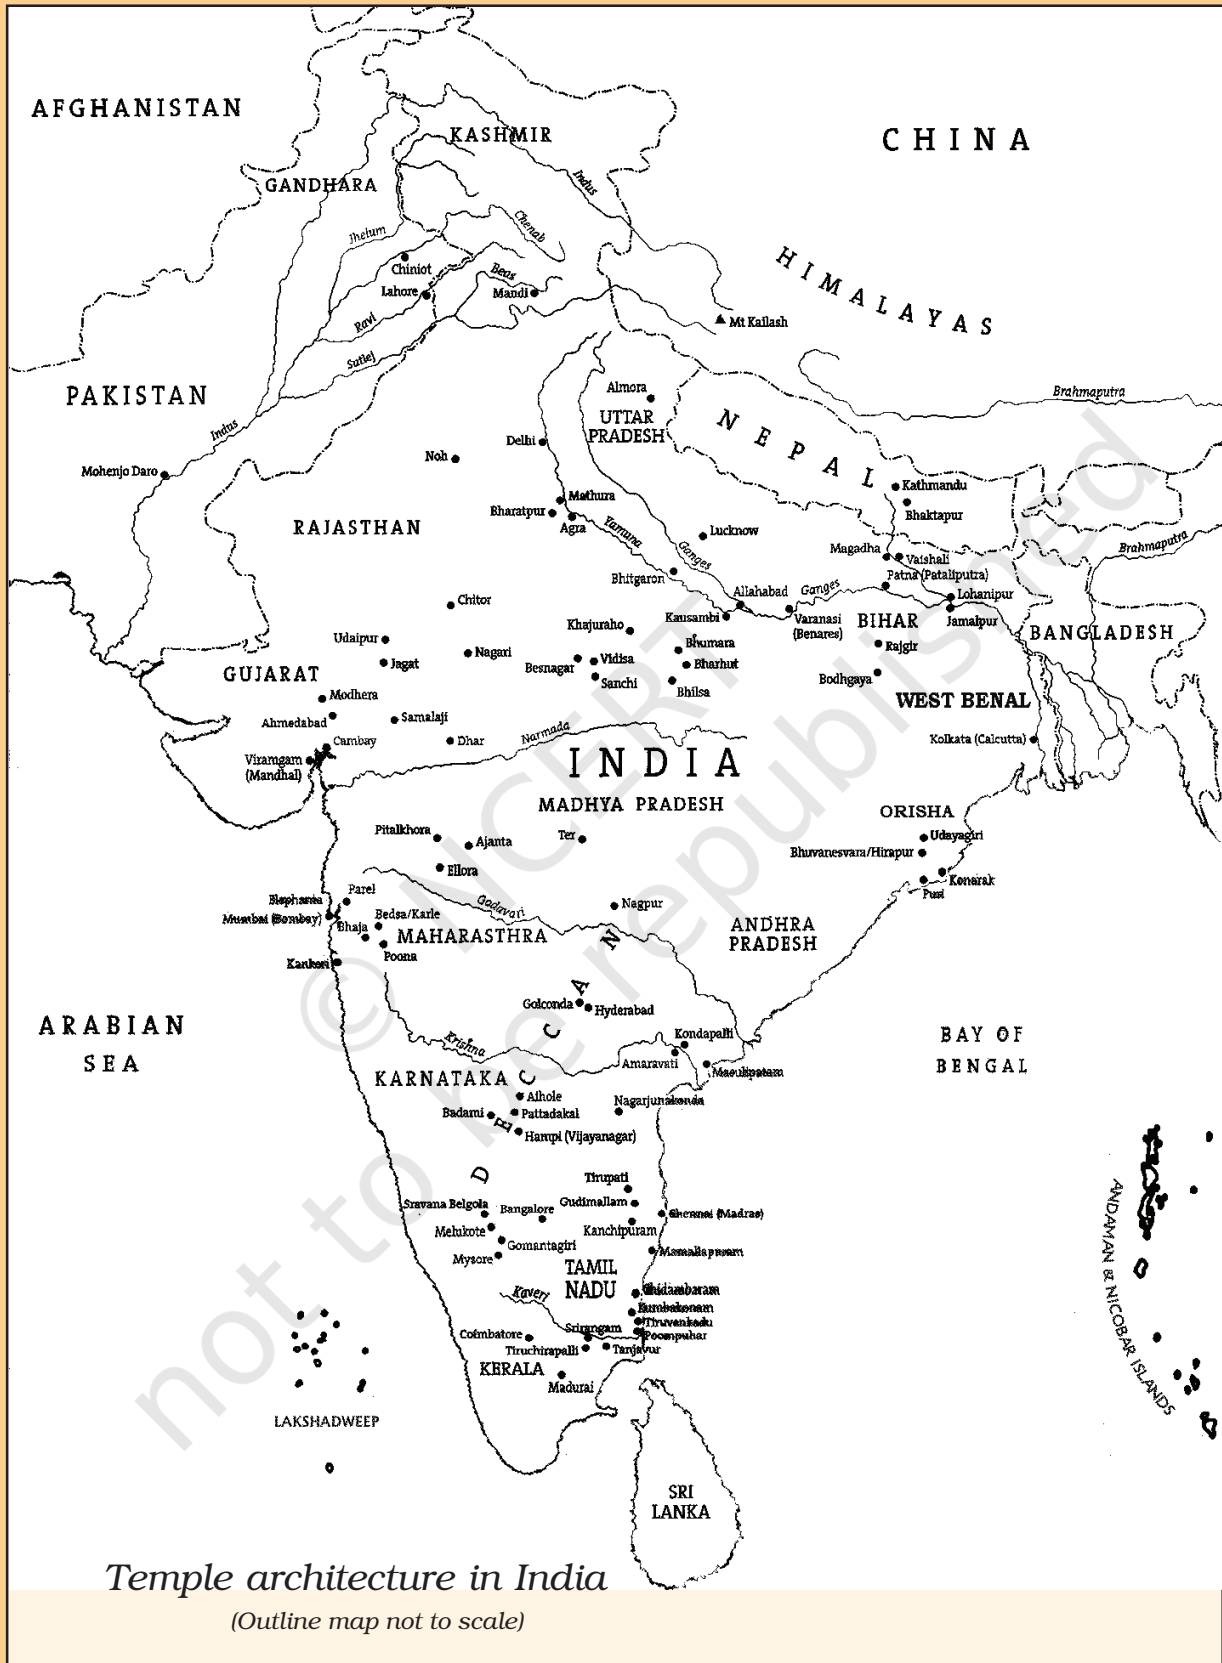 AFGHANISTAN
CHINA
KASHMIR
GANDHARA
Indus
Chenab
Jhelum
Chiniot
Beas
Lahore
Mandi
HIMALAYAS
Ravi
Mt Kailash
Sutlej
PAKISTAN
Almora
Brahmaputra
UTTAR
PRADESH
NEPAL
Indus
Delhi
Noh
Mohenjo Daro
Kathmandu
Mathura
Bhaktapur
Bharatpur
RAJASTHAN
Agra
Yamuna
Lucknow
Ganges
Magadha
Vaishali
Brahmaputra
Bhitgaron
Patna (Pataliputra)
Allahabad
Ganges
Lohanipur
Chitor
Kausambi
Varanasi
(Benares)
BIHAR
Jamalpur
Khajuraho
BANGLADESH
Udaipur
Bhumara
Rajgir
Nagari
Vidisa
Jagat
Besnagar
Bharhut
GUJARAT
Sanchi
Bodhgaya
Bhilsa
Modhera
WEST BENAL
Ahmedabad
Samalaji
Cambay
Dhar
Narmada
Kolkata (Calcutta)
Viramgam
(Mandhal)
INDIA
MADHYA PRADESH
ORISHA
Pitalkhora
Ter
Udayagiri
Ajanta
Bhuvanesvara/Hirapur
Ellora
Konarak
Puri
Parel
Elephanta
Godavari
Nagpur
Mumbai (Bombay)
Bedsa/Karle
Bhaja
MAHARASTHRA
ANDHRA
PRADESH
Poona
Kanheri
DECCAN
Golconda
Hyderabad
ARABIAN
SEA
Krishna
Kondapalli
BAY OF
BENGAL
Amaravati
Masulipatam
KARNATAKA
Aihole
Nagarjunakonda
Badami
Pattadakal
Hampi (Vijayanagar)
Tirupati
Sravana Belgola
Bangalore
Gudimallam
Chennai (Madras)
Melukote
Kanchipuram
Gomantagiri
Mysore
Mamallapuram
TAMIL
NADU
Kaveri
Chidambaram
Kumbakonam
Tiruvenkadu
Srirangam
Poompuhar
Coimbatore
Tiruchirapalli
Tanjavur
KERALA
Madurai
ANDAMAN & NICOBAR ISLANDS
LAKSHADWEEP
SRI
LANKA
© NCERT
not to be republished
Temple architecture in India
(Outline map not to scale)